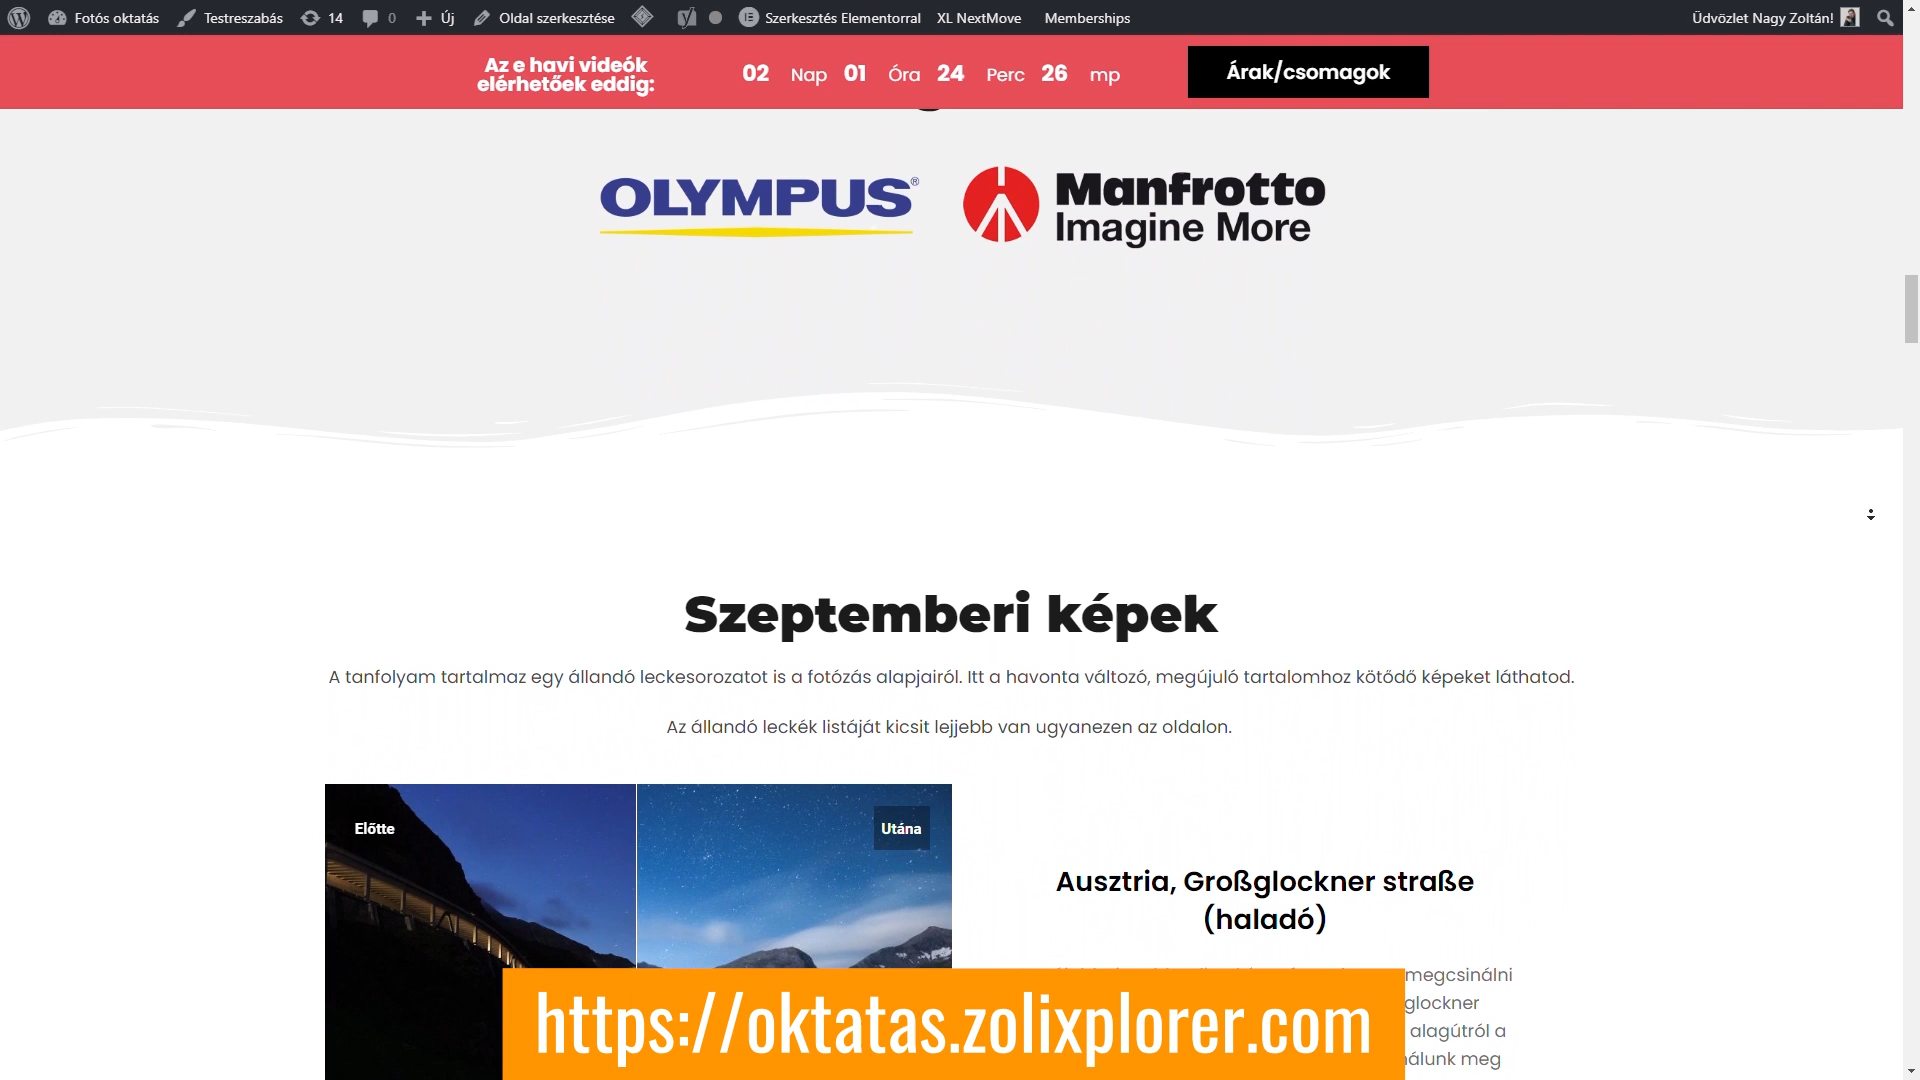 Fotós oktatás Testreszabás 14 0 Új Oldal szerkesztése Szerkesztés Elementorral XL NextMove Memberships Üdvözlet Nagy Zoltán!
Az e havi videók
elérhetőek eddig:
02 Nap 01 Óra 24 Perc 26 mp
Árak/csomagok
OLYMPUS®
Manfrotto
Imagine More
Szeptemberi képek
A tanfolyam tartalmaz egy állandó leckesorozatot is a fotózás alapjairól. Itt a havonta változó, megújuló tartalomhoz kötődő képeket láthatod.
Az állandó leckék listáját kicsit lejjebb van ugyanezen az oldalon.
Előtte
Utána
Ausztria, Großglockner straße
(haladó)
megcsinálni
glockner
alagútról a
meg
https://oktatas.zolixplorer.com